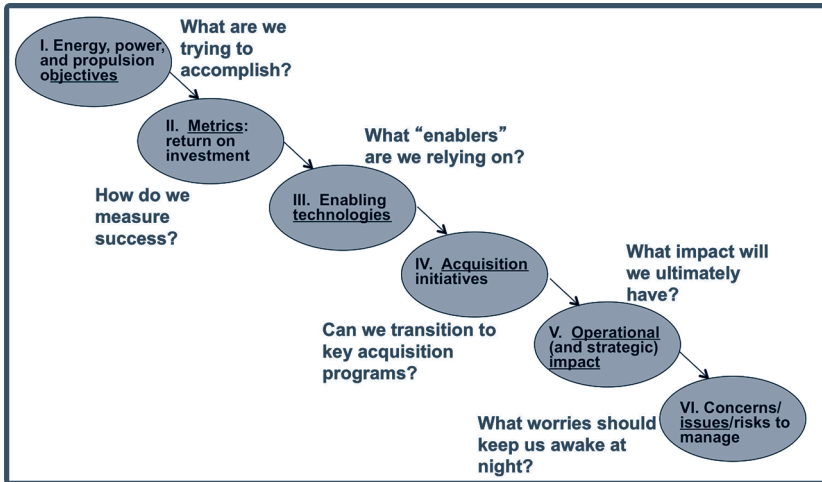 I. Energy, power,
and propulsion
objectives
What are we
trying to
accomplish?
II. Metrics:
return on
investment
How do we
measure
success?
What “enablers”
are we relying on?
III. Enabling
technologies
IV. Acquisition
initiatives
Can we transition to
key acquisition
programs?
What impact will
we ultimately
have?
V. Operational
(and strategic)
impact
What worries should
keep us awake at
night?
VI. Concerns/
issues/risks to
manage